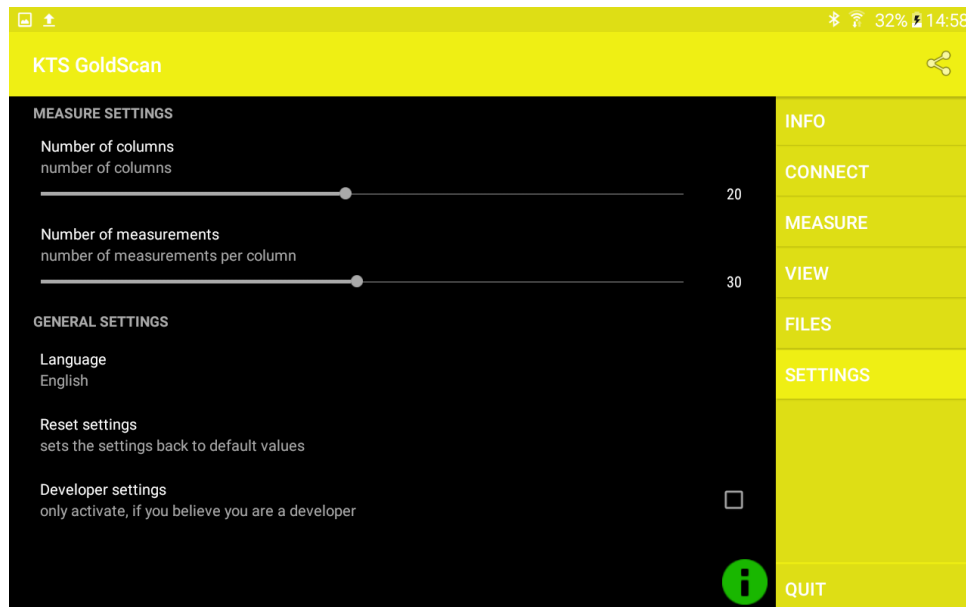 32% 14:58
KTS GoldScan
MEASURE SETTINGS
Number of columns
number of columns
20
Number of measurements
number of measurements per column
30
GENERAL SETTINGS
Language
English
Reset settings
sets the settings back to default values
Developer settings
only activate, if you believe you are a developer
INFO
CONNECT
MEASURE
VIEW
FILES
SETTINGS
QUIT